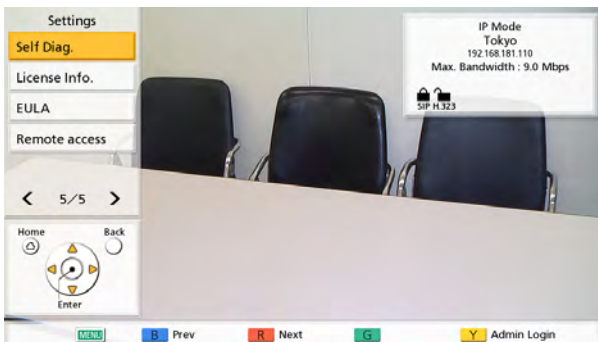 Settings
Self Diag.
License Info.
EULA
Remote access
< 5/5 >
Home Back
Enter
IP Mode
Tokyo
192.168.181.110
Max. Bandwidth : 9.0 Mbps
SIP H.323
MENU B Prev R Next G Y Admin Login